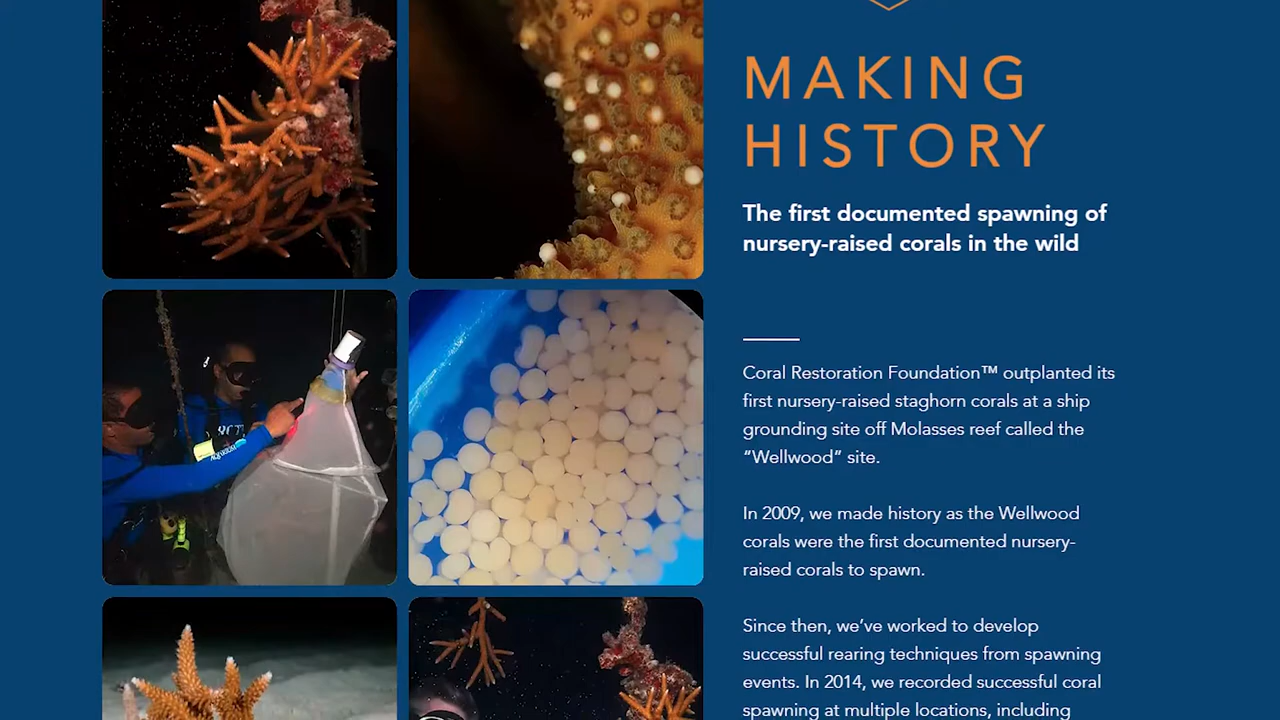 MAKING
HISTORY
The first documented spawning of
nursery-raised corals in the wild
Coral Restoration Foundation™ outplanted its
first nursery-raised staghorn corals at a ship
grounding site off Molasses reef called the
“Wellwood” site.
In 2009, we made history as the Wellwood
corals were the first documented nursery-
raised corals to spawn.
Since then, we’ve worked to develop
successful rearing techniques from spawning
events. In 2014, we recorded successful coral
spawning at multiple locations, including